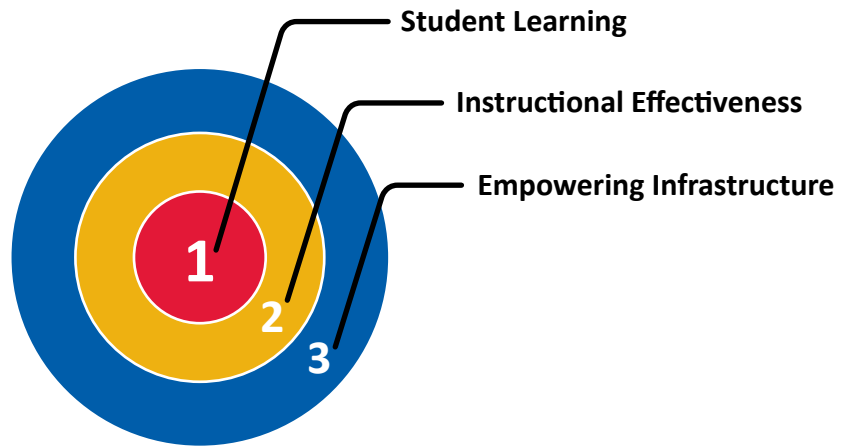 Student Learning
Instructional Effectiveness
Empowering Infrastructure
1
2
3